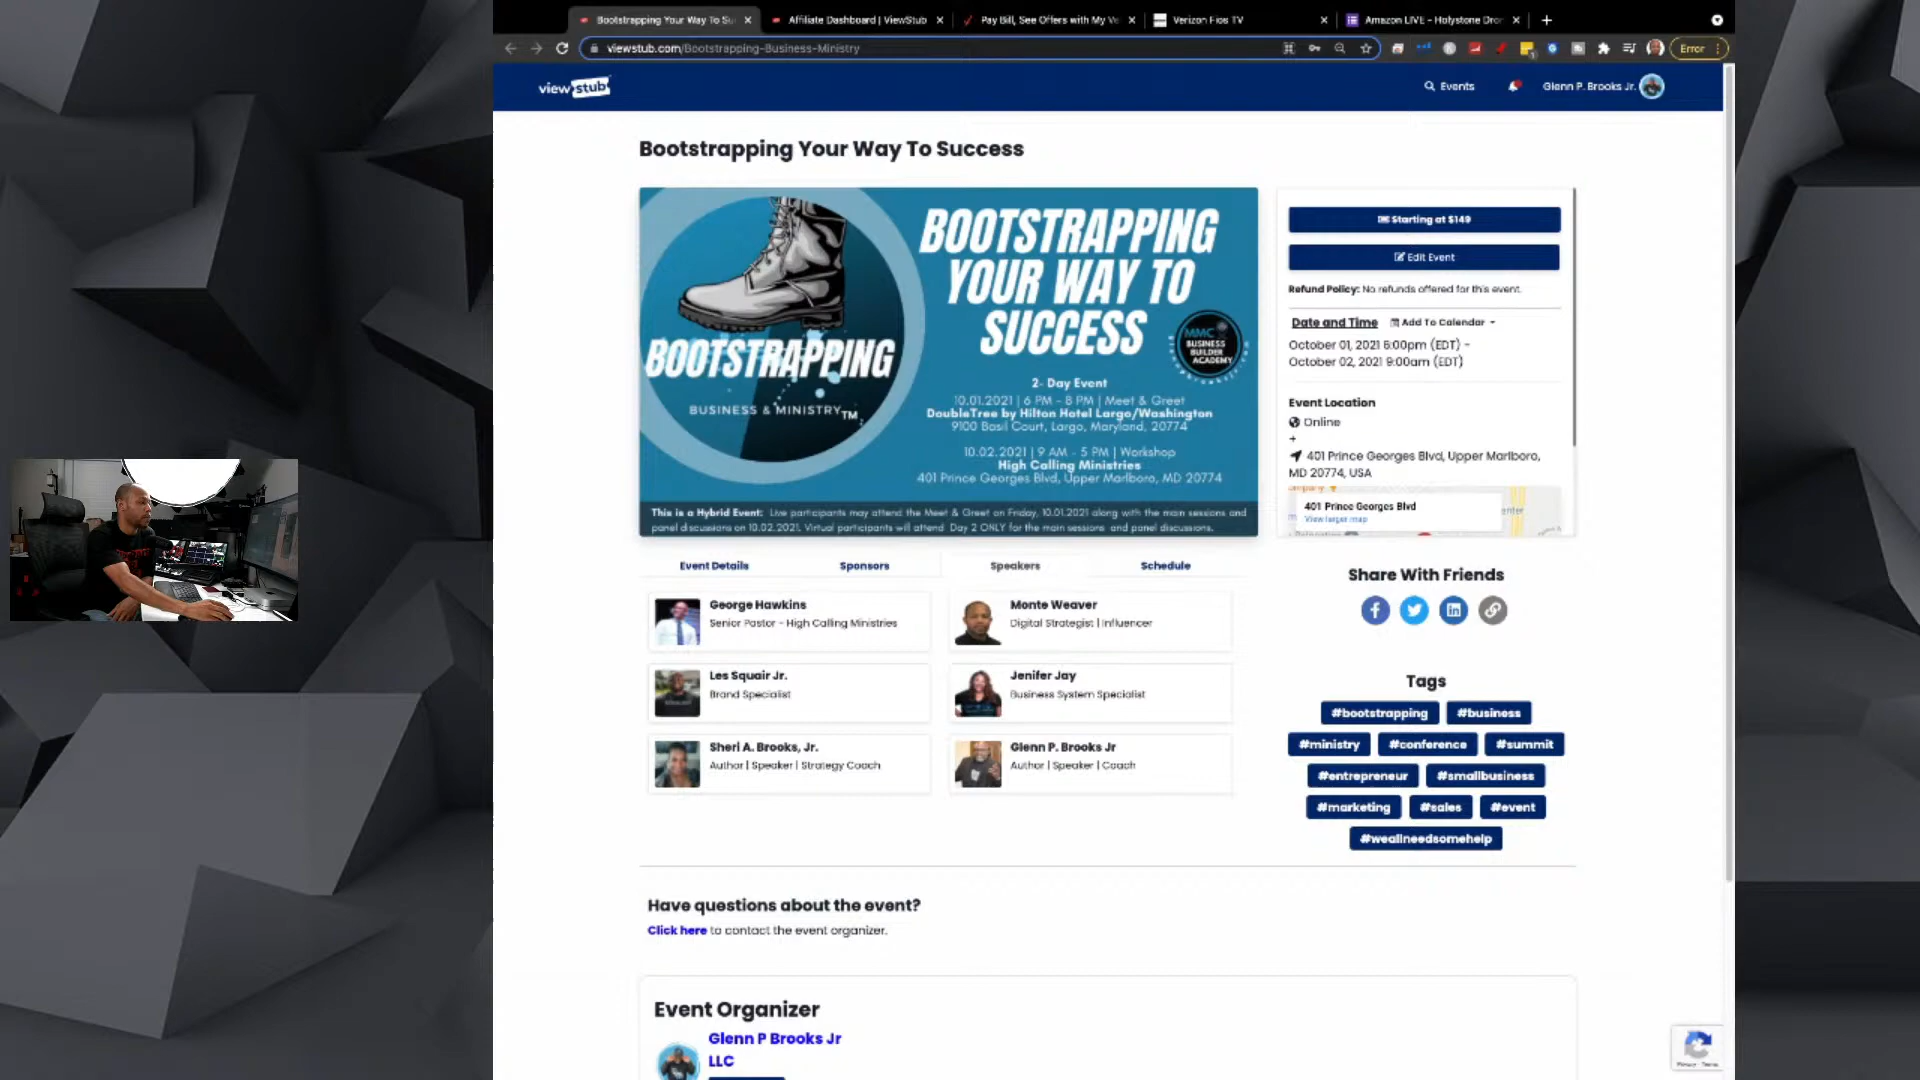 Bootstrapping Your Way To Su
Affiliate Dashboard | ViewStub
Pay Bill, See Offers with My Ve
Verizon Fios TV
Amazon LIVE - Holystone Dron
viewstub.com/Bootstrapping-Business-Ministry
Error
view stub
Events
Glenn P. Brooks Jr.
Bootstrapping Your Way To Success
BOOTSTRAPPING
YOUR WAY TO
SUCCESS
BOOTSTRAPPING
BUSINESS & MINISTRY TM
MMC
BUSINESS
BUILDER
ACADEMY
2- Day Event
10.01.2021 | 6 PM - 8 PM | Meet & Greet
DoubleTree by Hilton Hotel Largo/Washington
9100 Basil Court, Largo, Maryland, 20774
10.02.2021 | 9 AM - 5 PM | Workshop
High Calling Ministries
401 Prince Georges Blvd, Upper Marlboro, MD 20774
This is a Hybrid Event: Live participants may attend the Meet & Greet on Friday, 10.01.2021 along with the main sessions and
panel discussions on 10.02.2021. Virtual participants will attend Day 2 ONLY for the main sessions and panel discussions.
Starting at $149
Edit Event
Refund Policy: No refunds offered for this event.
Date and Time Add To Calendar
October 01, 2021 6:00pm (EDT) -
October 02, 2021 9:00am (EDT)
Event Location
Online
+
401 Prince Georges Blvd, Upper Marlboro,
MD 20774, USA
401 Prince Georges Blvd
View larger map
Event Details
Sponsors
Speakers
Schedule
George Hawkins
Senior Pastor - High Calling Ministries
Monte Weaver
Digital Strategist | Influencer
Les Squair Jr.
Brand Specialist
Jenifer Jay
Business System Specialist
Sheri A. Brooks, Jr.
Author | Speaker | Strategy Coach
Glenn P. Brooks Jr
Author | Speaker | Coach
Share With Friends
Tags
#bootstrapping #business
#ministry #conference #summit
#entrepreneur #smallbusiness
#marketing #sales #event
#weallneedsomehelp
Have questions about the event?
Click here to contact the event organizer.
Event Organizer
Glenn P Brooks Jr
LLC
Privacy - Terms